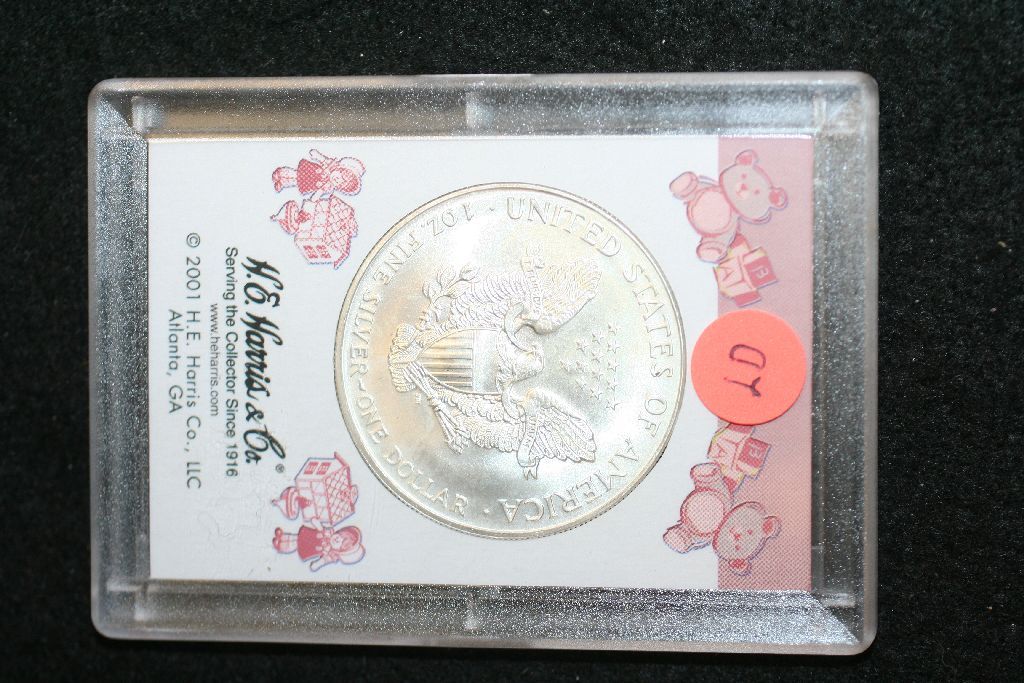 QY
B
B
UNITED STATES OF AMERICA
1 OZ. FINE SILVER~ONE DOLLAR
H.E. Harris & Co.®
Serving the Collector Since 1916
www.heharris.com
© 2001 H.E. Harris Co., LLC
Atlanta, GA